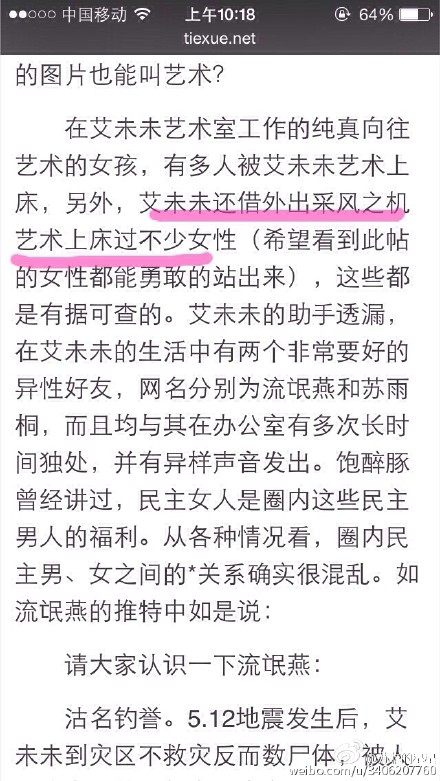 中国移动 上午10:18 64%
tiexue.net
的图片也能叫艺术？
在艾未未艺术室工作的纯真向往
艺术的女孩，有多人被艾未未艺术上
床，另外，艾未未还借外出采风之机
艺术上床过不少女性（希望看到此帖
的女性都能勇敢的站出来），这些都
是有据可查的。艾未未的助手透漏，
在艾未未的生活中有两个非常要好的
异性好友，网名分别为流氓燕和苏雨
桐，而且均与其在办公室有多次长时
间独处，并有异样声音发出。饱醉豚
曾经讲过，民主女人是圈内这些民主
男人的福利。从各种情况看，圈内民
主男、女之间的*关系确实很混乱。如
流氓燕的推特中如是说：
请大家认识一下流氓燕：
沽名钓誉。5.12地震发生后，艾
未未到灾区不救灾反而数尸体，被人
weibo.com/u/2406207760